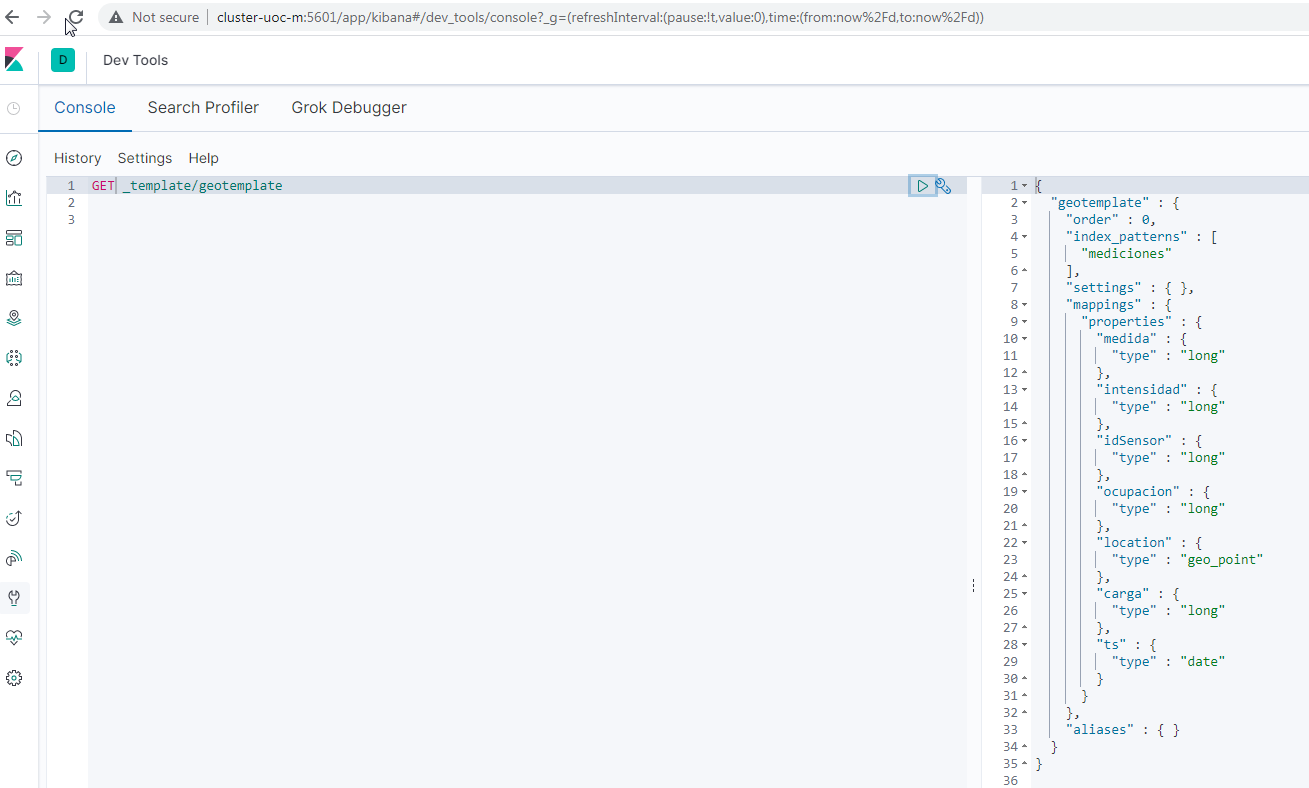 Not secure | cluster-uoc-m:5601/app/kibana#/dev_tools/console?_g=(refreshInterval:(pause:!t,value:0),time:(from:now%2Fd,to:now%2Fd))
D Dev Tools
Console Search Profiler Grok Debugger
History Settings Help
1 GET _template/geotemplate
2
3
1 {
2 "geotemplate" : {
3 "order" : 0,
4 "index_patterns" : [
5 "mediciones"
6 ],
7 "settings" : { },
8 "mappings" : {
9 "properties" : {
10 "medida" : {
11 "type" : "long"
12 },
13 "intensidad" : {
14 "type" : "long"
15 },
16 "idSensor" : {
17 "type" : "long"
18 },
19 "ocupacion" : {
20 "type" : "long"
21 },
22 "location" : {
23 "type" : "geo_point"
24 },
25 "carga" : {
26 "type" : "long"
27 },
28 "ts" : {
29 "type" : "date"
30 }
31 }
32 },
33 "aliases" : { }
34 }
35 }
36